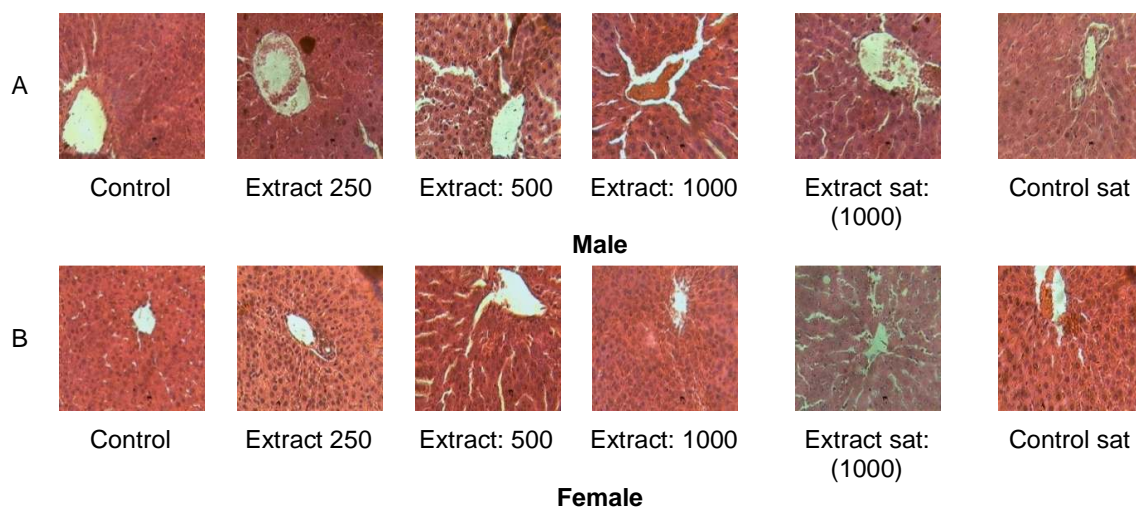 A
Control
Extract 250
Extract: 500
Extract: 1000
Extract sat:
(1000)
Control sat
Male
B
Control
Extract 250
Extract: 500
Extract: 1000
Extract sat:
(1000)
Control sat
Female